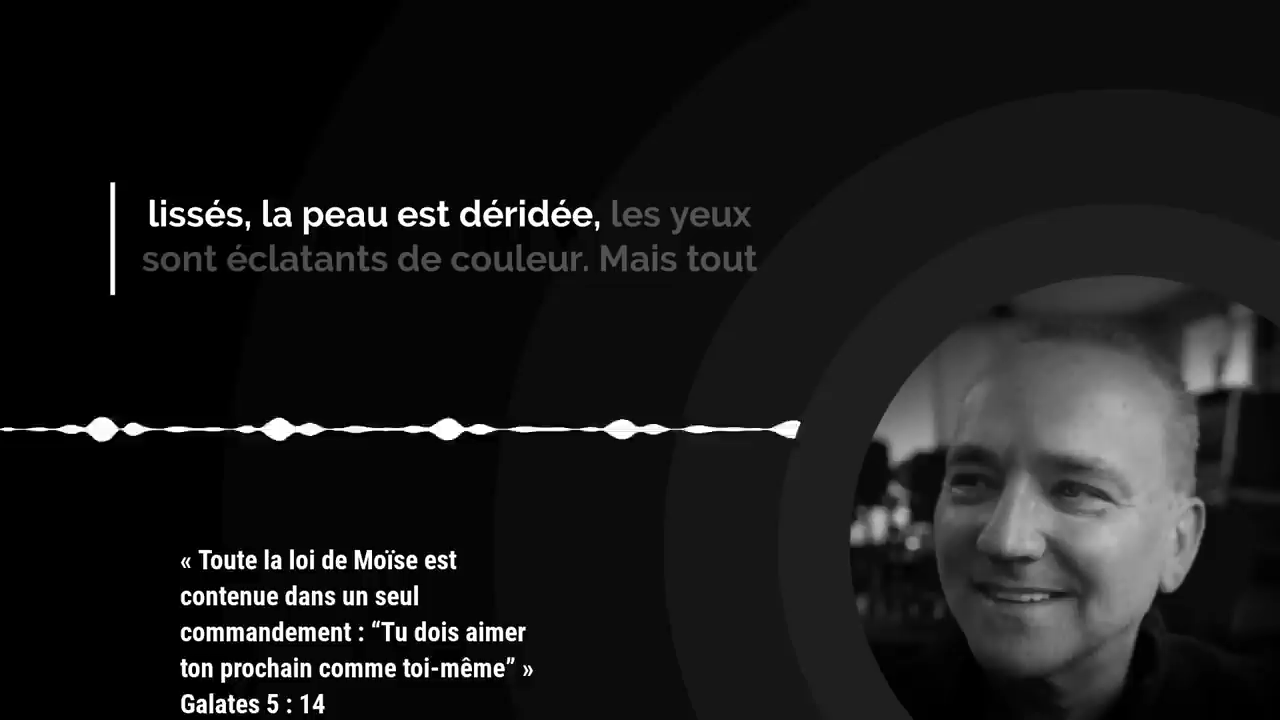 lissés, la peau est déridée, les yeux
sont éclatants de couleur. Mais tout
« Toute la loi de Moïse est
contenue dans un seul
commandement : “Tu dois aimer
ton prochain comme toi-même” »
Galates 5 : 14